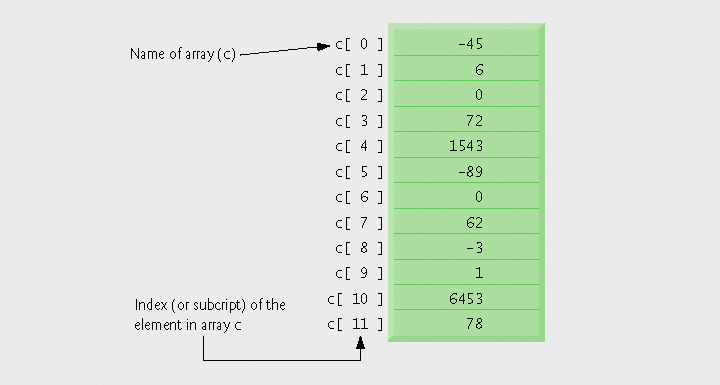 Name of array (c)
c[ 0 ] -45
c[ 1 ] 6
c[ 2 ] 0
c[ 3 ] 72
c[ 4 ] 1543
c[ 5 ] -89
c[ 6 ] 0
c[ 7 ] 62
c[ 8 ] -3
c[ 9 ] 1
c[ 10 ] 6453
c[ 11 ] 78
Index (or subcript) of the
element in array c